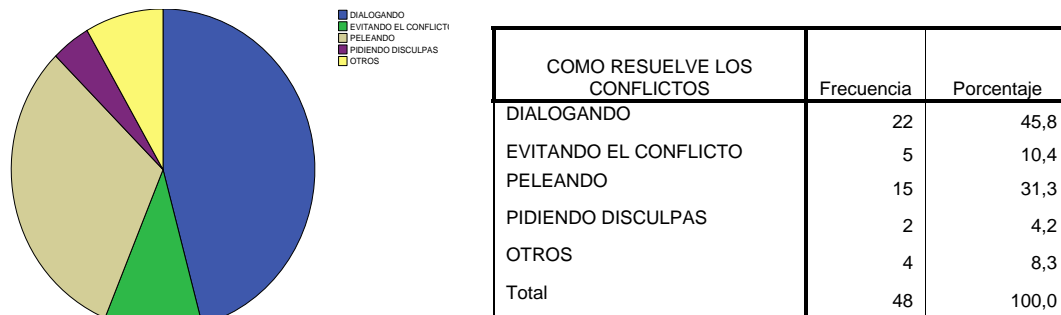 DIALOGANDO
EVITANDO EL CONFLICT
PELEANDO
PIDIENDO DISCULPAS
OTROS
COMO RESUELVE LOS CONFLICTOS Frecuencia Porcentaje
DIALOGANDO 22 45,8
EVITANDO EL CONFLICTO 5 10,4
PELEANDO 15 31,3
PIDIENDO DISCULPAS 2 4,2
OTROS 4 8,3
Total 48 100,0